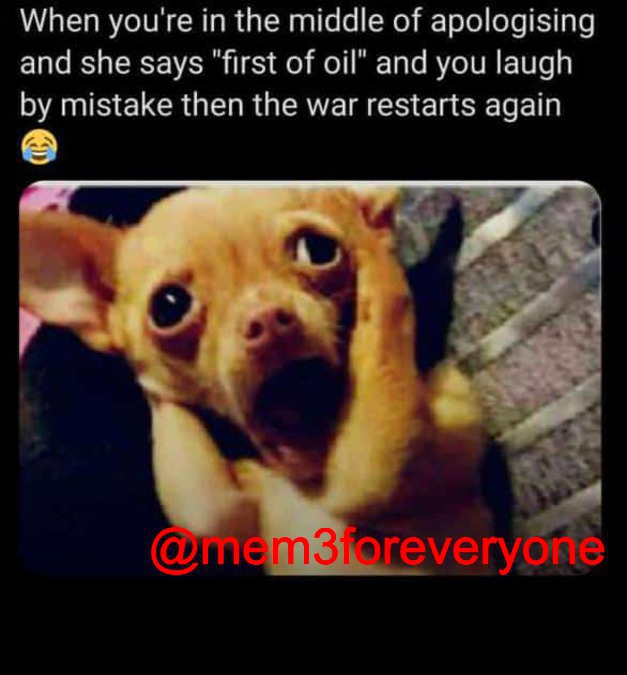 When you're in the middle of apologising
and she says "first of oil" and you laugh
by mistake then the war restarts again
😂
@mem3foreveryone